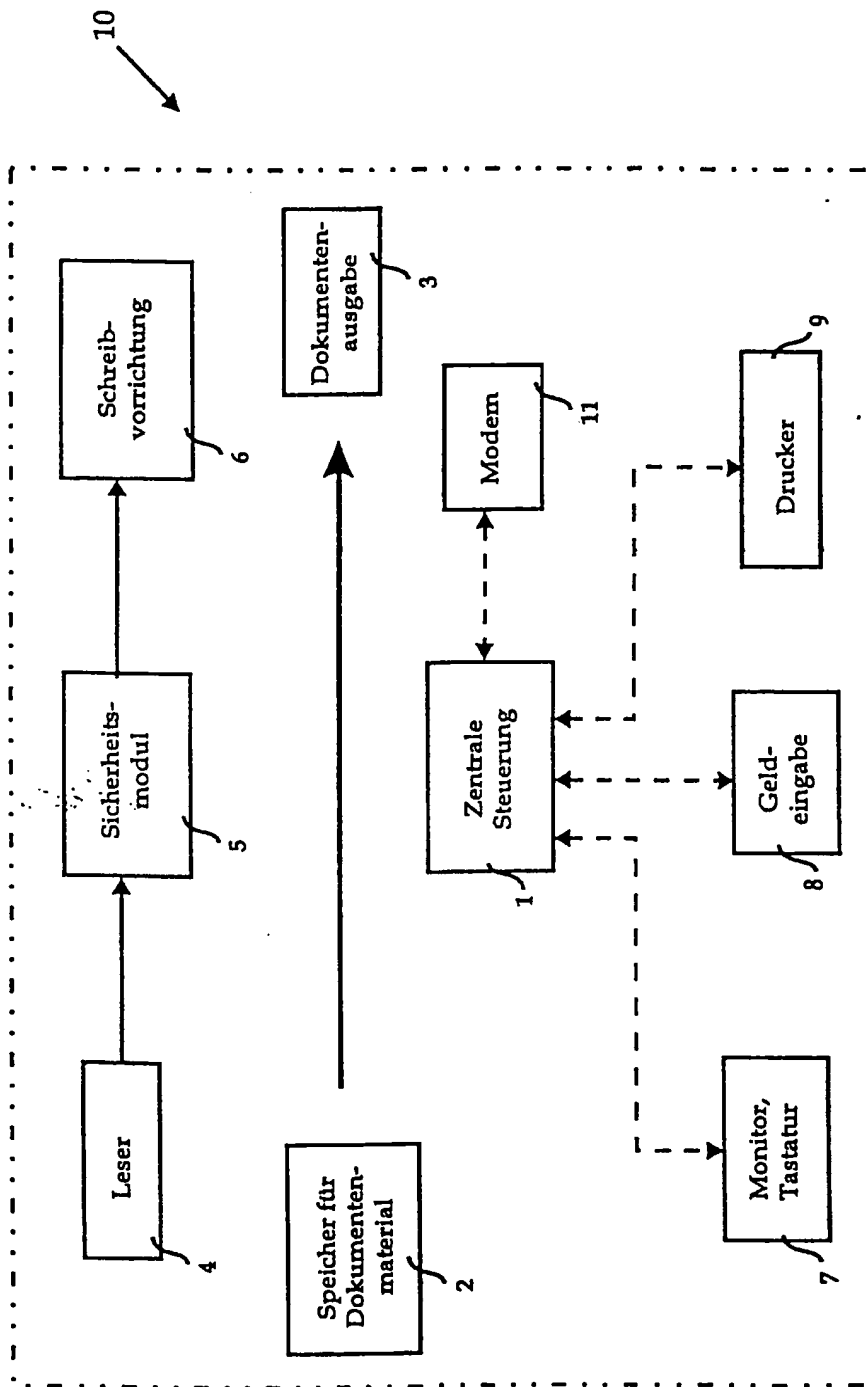 10
Leser
4
Sicherheits-
modul
5
Schreib-
vorrichtung
6
Speicher für
Dokumenten-
material
2
Dokumenten-
ausgabe
3
Zentrale
Steuerung
1
Modem
11
Monitor,
Tastatur
7
Geld-
eingabe
8
Drucker
9